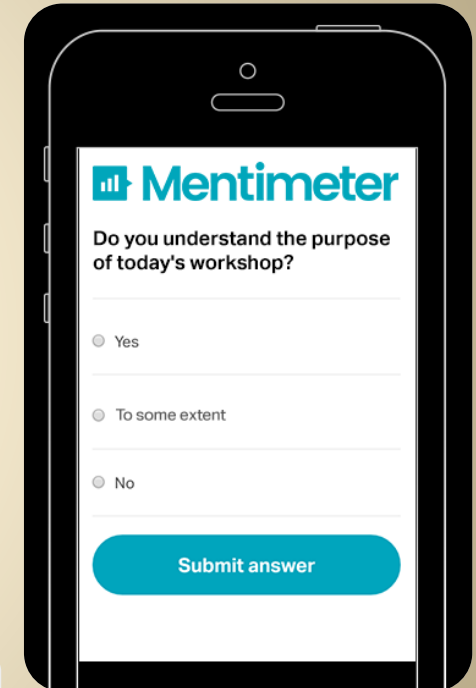 Mentimeter
Do you understand the purpose
of today's workshop?
Yes
To some extent
No
Submit answer